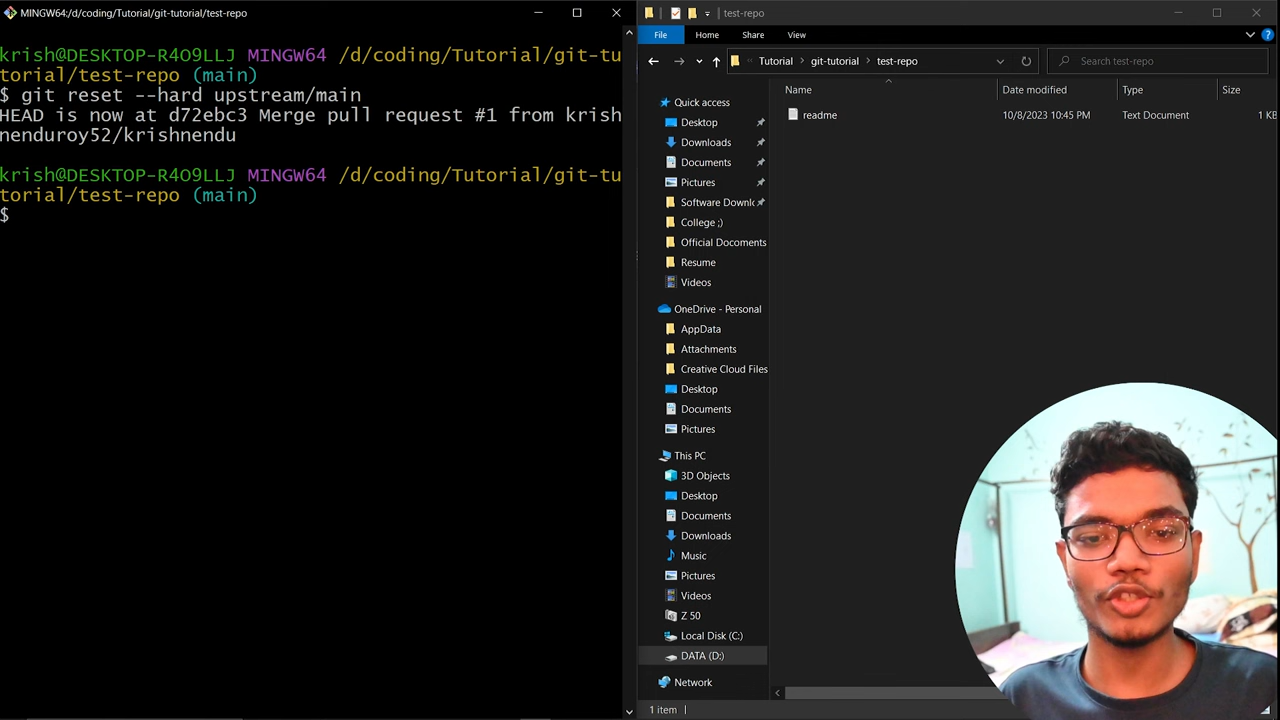 MINGW64:/d/coding/Tutorial/git-tutorial/test-repo
krish@DESKTOP-R4O9LLJ MINGW64 /d/coding/Tutorial/git-tu
torial/test-repo (main)
$ git reset --hard upstream/main
HEAD is now at d72ebc3 Merge pull request #1 from krish
nenduroy52/krishnendu
krish@DESKTOP-R4O9LLJ MINGW64 /d/coding/Tutorial/git-tu
torial/test-repo (main)
$
test-repo
File Home Share View
Tutorial git-tutorial test-repo Search test-repo
Name Date modified Type Size
readme 10/8/2023 10:45 PM Text Document 1 KB
Quick access
Desktop
Downloads
Documents
Pictures
Software Downlo
College ;)
Official Docoments
Resume
Videos
OneDrive - Personal
AppData
Attachments
Creative Cloud Files
Desktop
Documents
Pictures
This PC
3D Objects
Desktop
Documents
Downloads
Music
Pictures
Videos
Z 50
Local Disk (C:)
DATA (D:)
Network
1 item